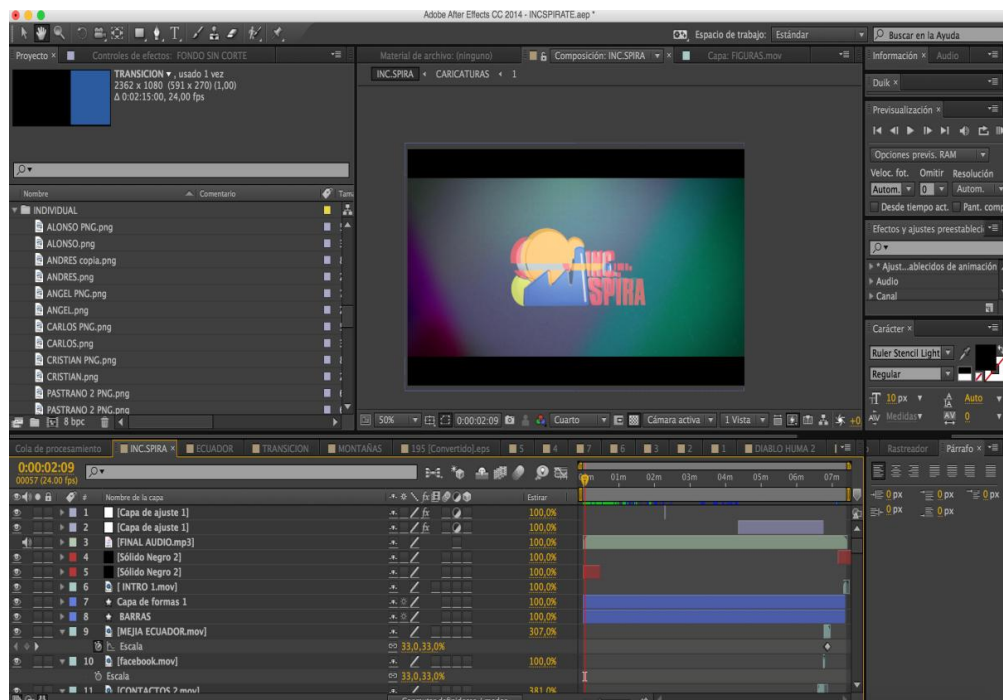 Adobe After Effects CC 2014 - INCSPIRATE.aep *
Espacio de trabajo: Estándar
Buscar en la Ayuda
Proyecto × Controles de efectos: FONDO SIN CORTE
TRANSICION ▾ , usado 1 vez
2362 x 1080 (591 x 270) (1,00)
Δ 0:02:15:00, 24,00 fps
Nombre Comentario
INDIVIDUAL
ALONSO PNG.png
ALONSO.png
ANDRES copia.png
ANDRES.png
ANGEL PNG.png
ANGEL.png
CARLOS PNG.png
CARLOS.png
CRISTIAN PNG.png
CRISTIAN.png
PASTRANO 2 PNG.png
PASTRANO 2 PNG.png
8 bpc
Material de archivo: (ninguno) Composición: INC.SPIRA Capa: FIGURAS.mov
INC.SPIRA CARICATURAS 1
INC.
SPIRA
50% 0:00:02:09 Cuarto Cámara activa 1 Vista +0
Información × Audio
Duik ×
Previsualización ×
Opciones previs. RAM
Veloc. fot. Omitir Resolución
Autom. 0 Autom.
Desde tiempo act. Pant. comp
Efectos y ajustes preestableci
* Ajust...ablecidos de animación
Audio
Canal
Carácter ×
Ruler Stencil Light
Regular
10 px Auto
Medidas 0
Cola de procesamiento INC.SPIRA × ECUADOR TRANSICION MONTAÑAS 195 [Convertido].eps 5 4 7 6 3 2 1 DIABLO HUMA 2
0:00:02:09
00057 (24.00 fps)
01m 02m 03m 04m 05m 06m 07m
# Nombre de la capa Estirar
1 [Capa de ajuste 1] 100,0%
2 [Capa de ajuste 1] 100,0%
3 [FINAL AUDIO.mp3] 100,0%
4 [Sólido Negro 2] 100,0%
5 [Sólido Negro 2] 100,0%
6 [ INTRO 1.mov] 100,0%
7 Capa de formas 1 100,0%
8 BARRAS 100,0%
9 [MEJIA ECUADOR.mov] 307,0%
Escala 33,0,33,0%
10 [facebook.mov] 100,0%
Escala 33,0,33,0%
11 [CONTACTOS 2.mov] 381,0%
Rastreador Párrafo ×
0 px 0 px 0 px
0 px 0 px